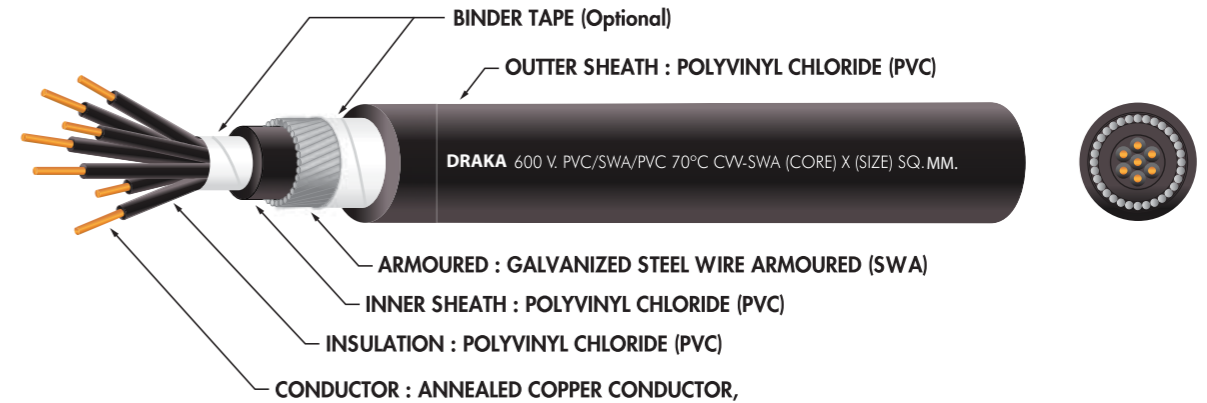 BINDER TAPE (Optional)
OUTTER SHEATH : POLYVINYL CHLORIDE (PVC)
DRAKA 600 V. PVC/SWA/PVC 70°C CVV-SWA (CORE) X (SIZE) SQ.MM.
ARMOURED : GALVANIZED STEEL WIRE ARMOURED (SWA)
INNER SHEATH : POLYVINYL CHLORIDE (PVC)
INSULATION : POLYVINYL CHLORIDE (PVC)
CONDUCTOR : ANNEALED COPPER CONDUCTOR,